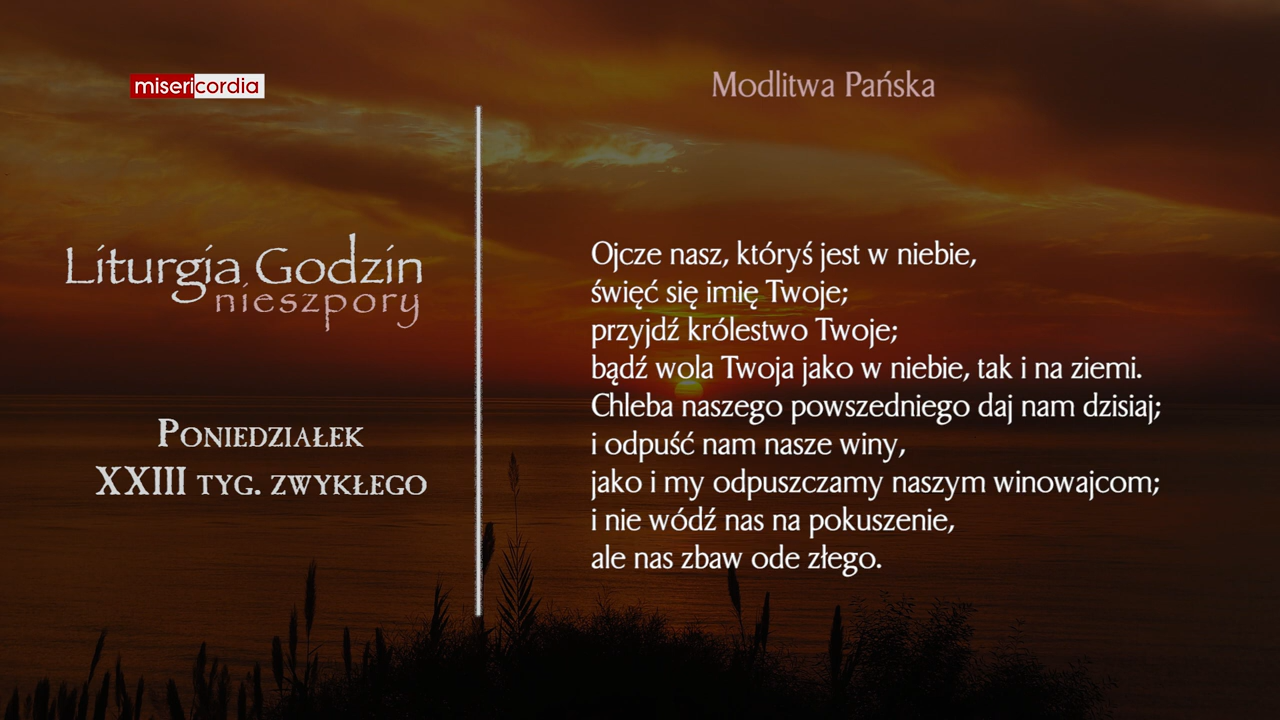 misericordia
Liturgia Godzin
nieszpory
Poniedziałek
XXIII tyg. zwykłego
Modlitwa Pańska
Ojcze nasz, któryś jest w niebie,
święć się imię Twoje;
przyjdź królestwo Twoje;
bądź wola Twoja jako w niebie, tak i na ziemi.
Chleba naszego powszedniego daj nam dzisiaj;
i odpuść nam nasze winy,
jako i my odpuszczamy naszym winowajcom;
i nie wódź nas na pokuszenie,
ale nas zbaw ode złego.